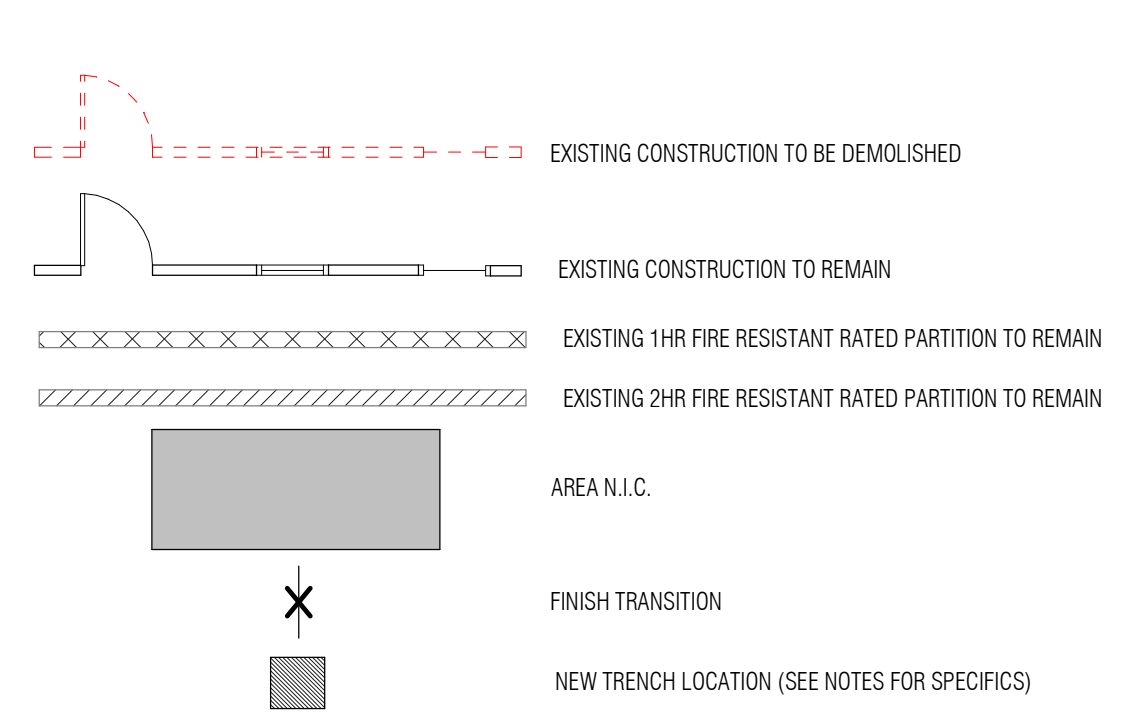 EXISTING CONSTRUCTION TO BE DEMOLISHED
EXISTING CONSTRUCTION TO REMAIN
EXISTING 1HR FIRE RESISTANT RATED PARTITION TO REMAIN
EXISTING 2HR FIRE RESISTANT RATED PARTITION TO REMAIN
AREA N.I.C.
FINISH TRANSITION
NEW TRENCH LOCATION (SEE NOTES FOR SPECIFICS)